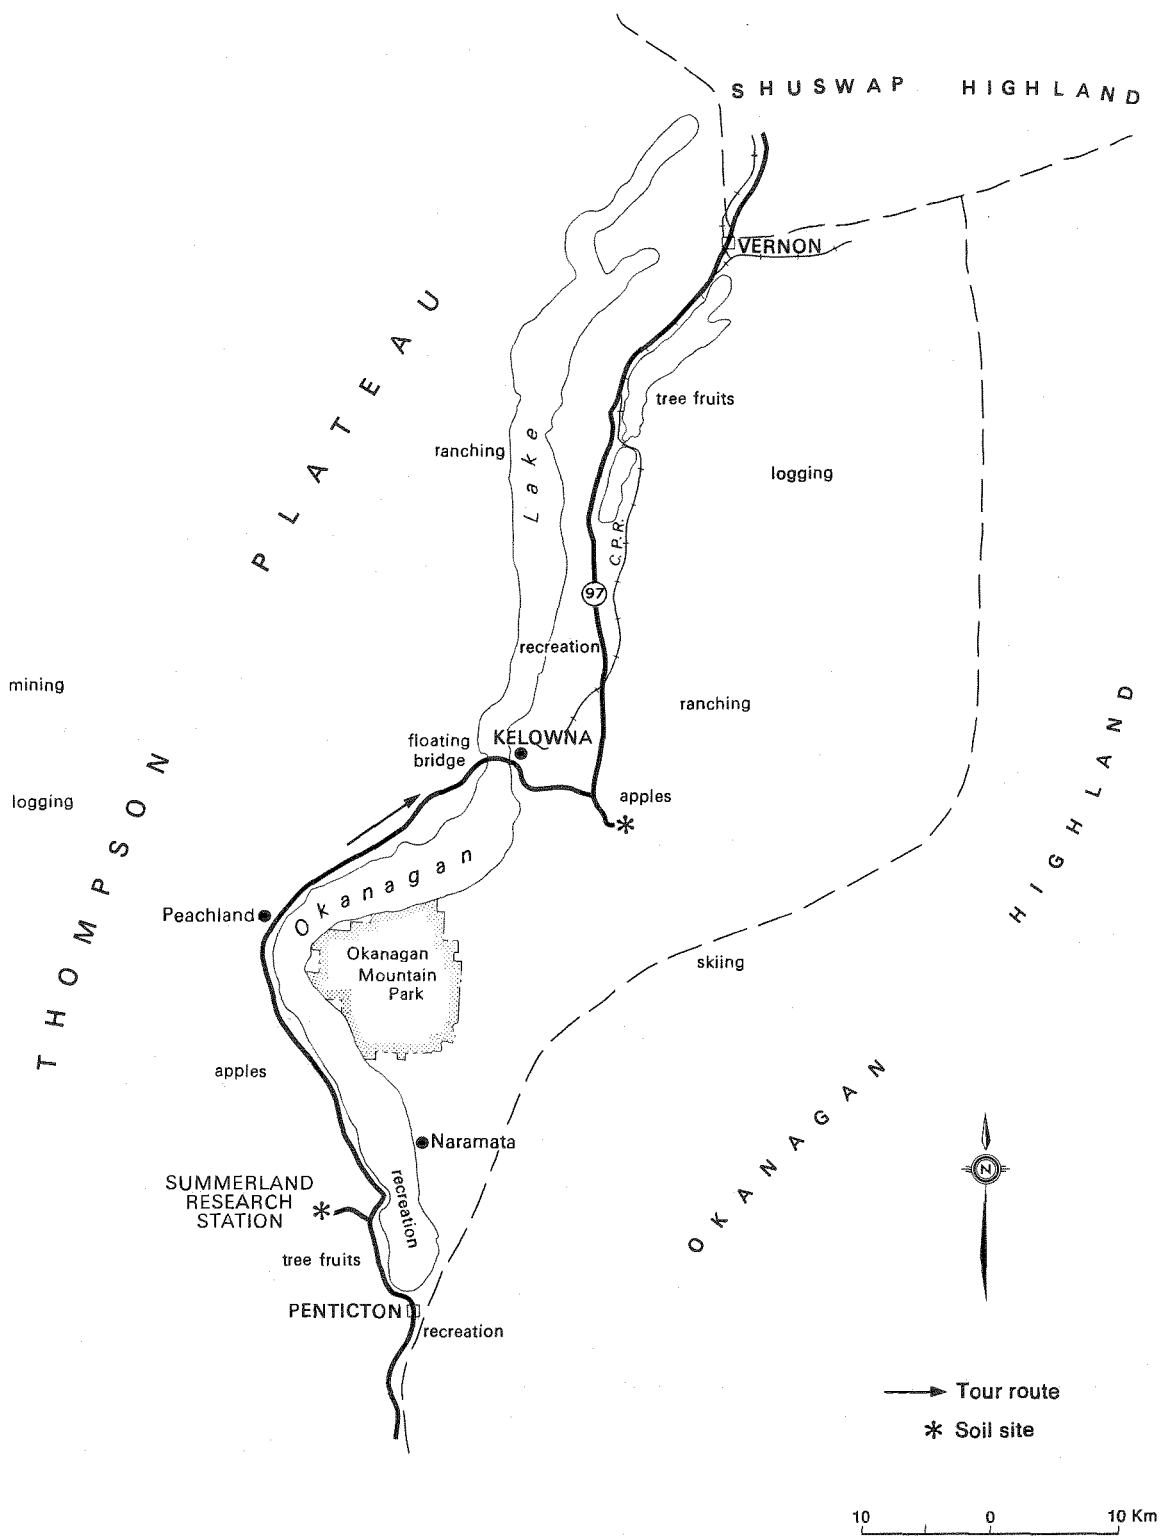 SHUSWAP HIGHLAND
VERNON
PLATEAU
tree fruits
ranching
Lake
logging
C.P.R.
97
recreation
mining
ranching
HIGHLAND
KELOWNA
floating
bridge
THOMPSON
logging
apples
Okanagan
Peachland
Okanagan
Mountain
Park
skiing
apples
OKANAGAN
Naramata
N
SUMMERLAND
RESEARCH
STATION
recreation
tree fruits
PENTICTON
recreation
Tour route
Soil site
10 0 10 Km